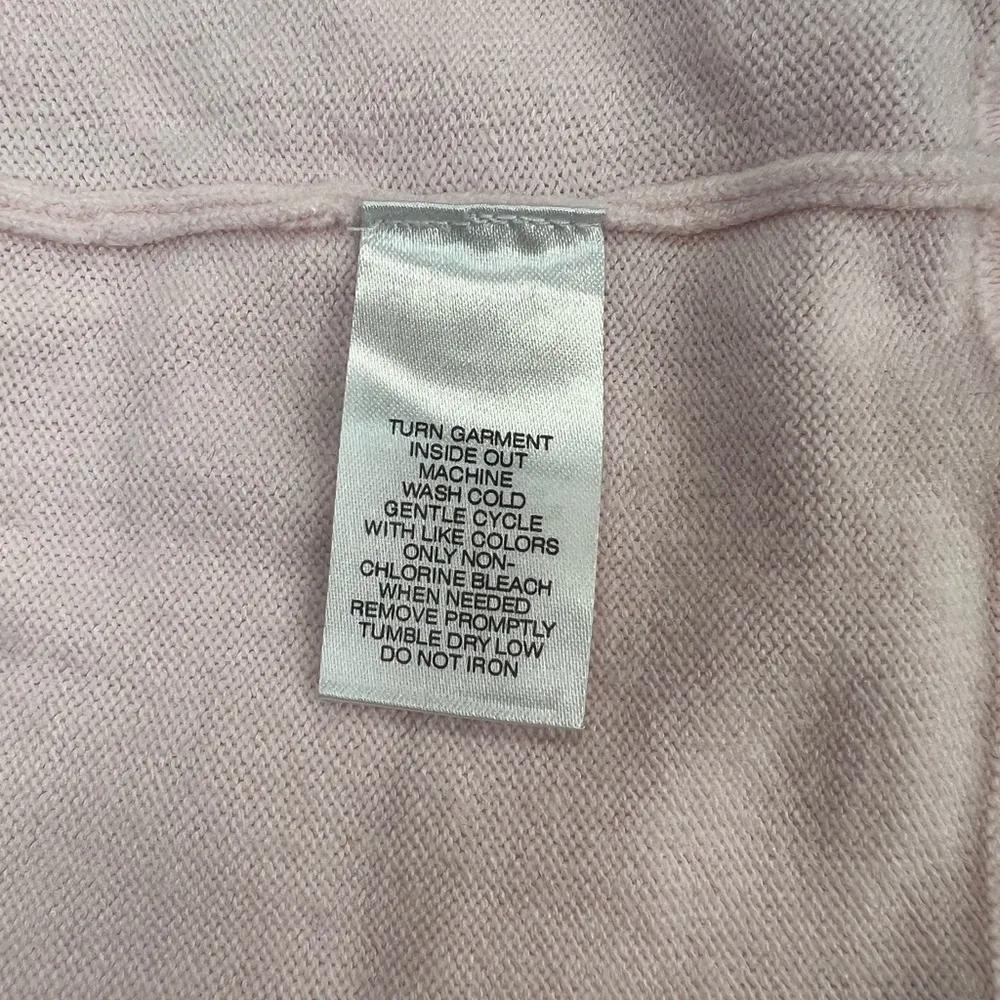 TURN GARMENT
INSIDE OUT
MACHINE
WASH COLD
GENTLE CYCLE
WITH LIKE COLORS
ONLY NON-
CHLORINE BLEACH
WHEN NEEDED
REMOVE PROMPTLY
TUMBLE DRY LOW
DO NOT IRON